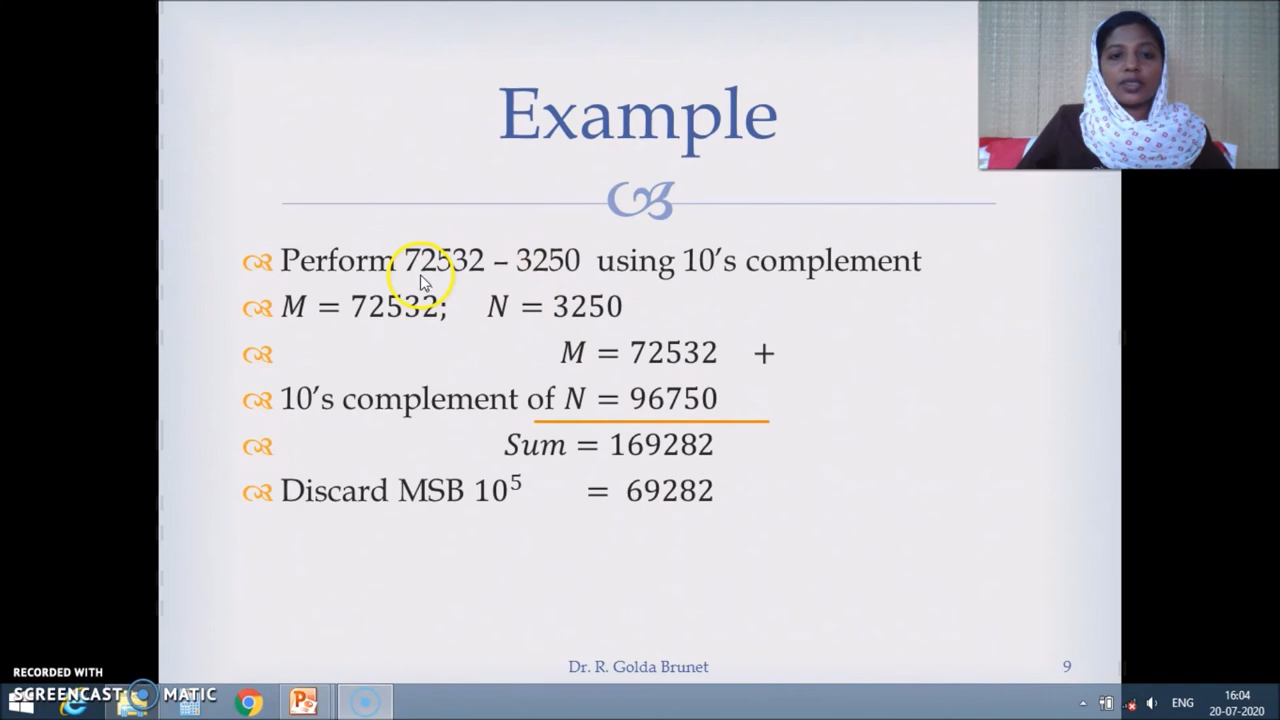 Example
Perform 72532 – 3250 using 10's complement
M = 72532; N = 3250
M = 72532 +
10's complement of N = 96750
Sum = 169282
Discard MSB 10⁵ = 69282
Dr. R. Golda Brunet
9
RECORDED WITH
SCREENCAST MATIC
ENG
16:04
20-07-2020